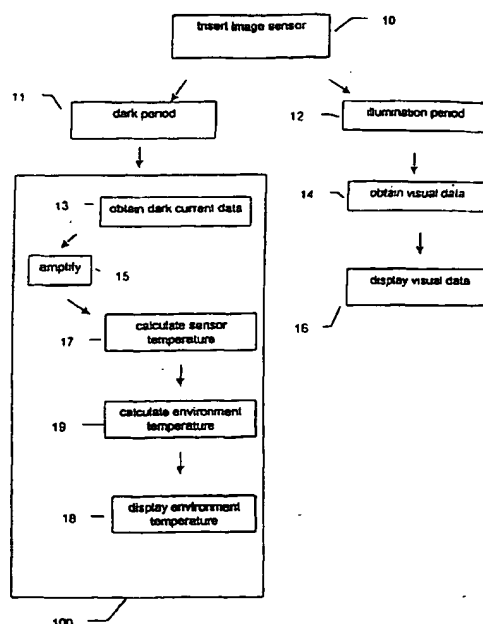 Insert image sensor
10
11
dark period
12
illumination period
13
obtain dark current data
14
obtain visual data
amplify
15
display visual data
16
17
calculate sensor
temperature
19
calculate environment
temperature
18
display environment
temperature
100